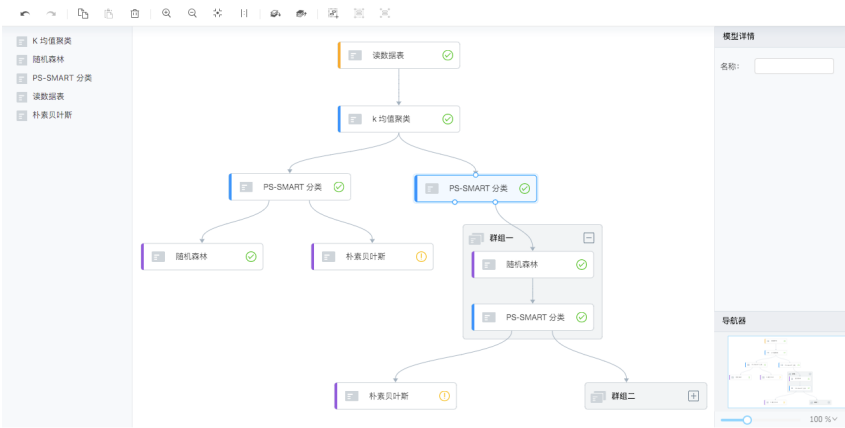 K 均值聚类
随机森林
PS-SMART 分类
读数据表
朴素贝叶斯
读数据表
k 均值聚类
PS-SMART 分类
PS-SMART 分类
随机森林
朴素贝叶斯
群组一
随机森林
PS-SMART 分类
朴素贝叶斯
群组二
模型详情
名称:
导航器
100 %